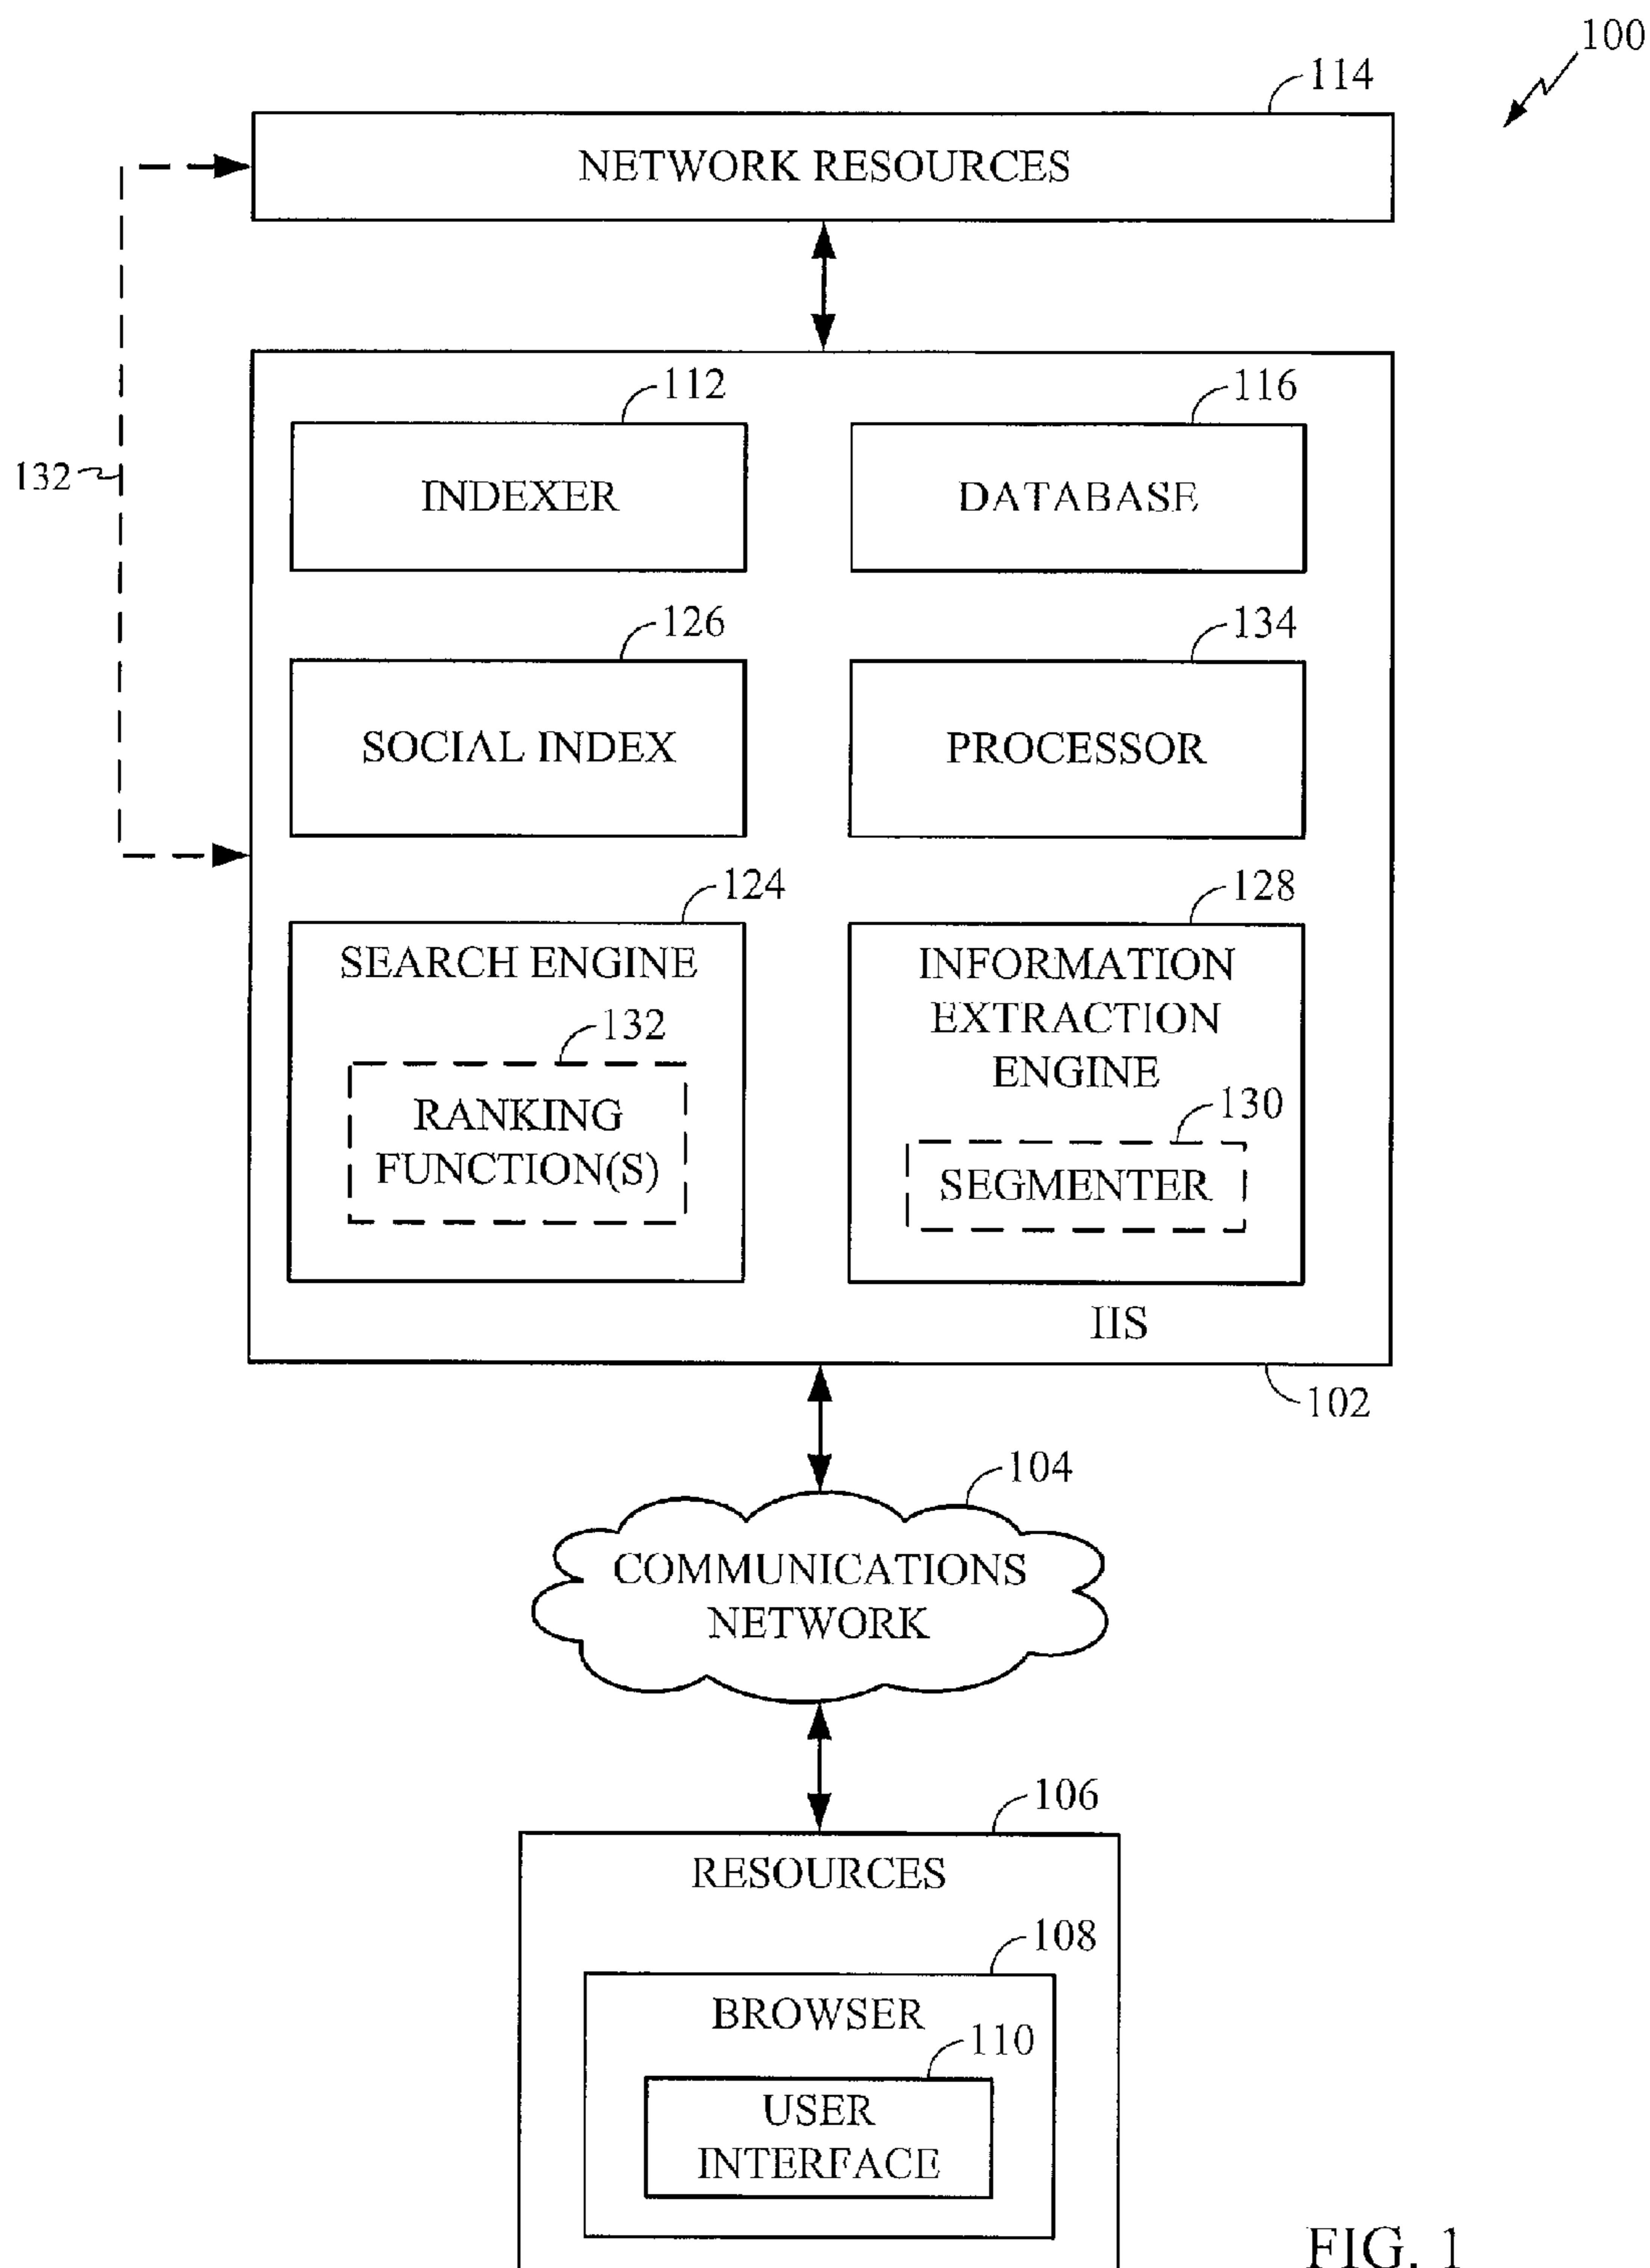 100
114
NETWORK RESOURCES
112
116
132
INDEXER
DATABASE
126
134
SOCIAL INDEX
PROCESSOR
124
128
SEARCH ENGINE
132
RANKING
FUNCTION(S)
INFORMATION
EXTRACTION
ENGINE
130
SEGMENTER
IIS
102
104
COMMUNICATIONS
NETWORK
106
RESOURCES
108
BROWSER
110
USER
INTERFACE
FIG. 1